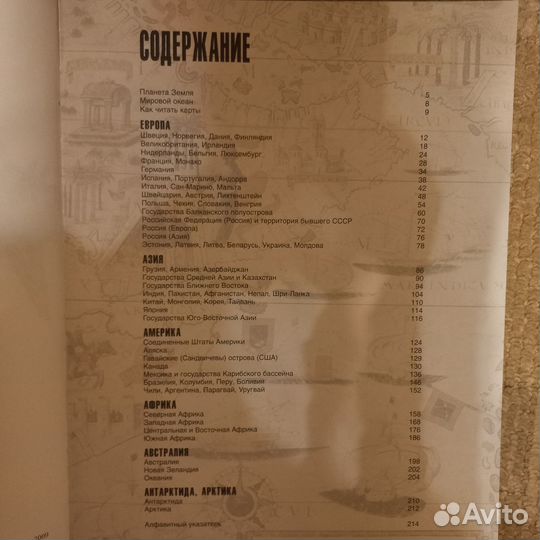 СОДЕРЖАНИЕ
Планета Земля 5
Мировой океан 8
Как читать карты 9
ЕВРОПА
Швеция, Норвегия, Дания, Финляндия 12
Великобритания, Ирландия 18
Нидерланды, Бельгия, Люксембург 24
Франция, Монако 28
Германия 34
Испания, Португалия, Андорра 38
Италия, Сан-Марино, Мальта 42
Швейцария, Австрия, Лихтенштейн 48
Польша, Чехия, Словакия, Венгрия 54
Государства Балканского полуострова 60
Российская Федерация (Россия) и территория бывшего СССР 70
Россия (Европа) 72
Россия (Азия) 76
Эстония, Латвия, Литва, Беларусь, Украина, Молдова 78
АЗИЯ
Грузия, Армения, Азербайджан 86
Государства Средней Азии и Казахстан 90
Государства Ближнего Востока 94
Индия, Пакистан, Афганистан, Непал, Шри-Ланка 104
Китай, Монголия, Корея, Тайвань 110
Япония 114
Государства Юго-Восточной Азии 116
АМЕРИКА
Соединенные Штаты Америки 124
Аляска 128
Гавайские (Сандвичевы) острова (США) 129
Канада 130
Мексика и государства Карибского бассейна 136
Бразилия, Колумбия, Перу, Боливия 146
Чили, Аргентина, Парагвай, Уругвай 152
АФРИКА
Северная Африка 158
Западная Африка 168
Центральная и Восточная Африка 176
Южная Африка 186
АВСТРАЛИЯ
Австралия 198
Новая Зеландия 202
Океания 204
АНТАРКТИДА, АРКТИКА
Антарктида 210
Арктика 212
Алфавитный указатель 214
2009
Avito